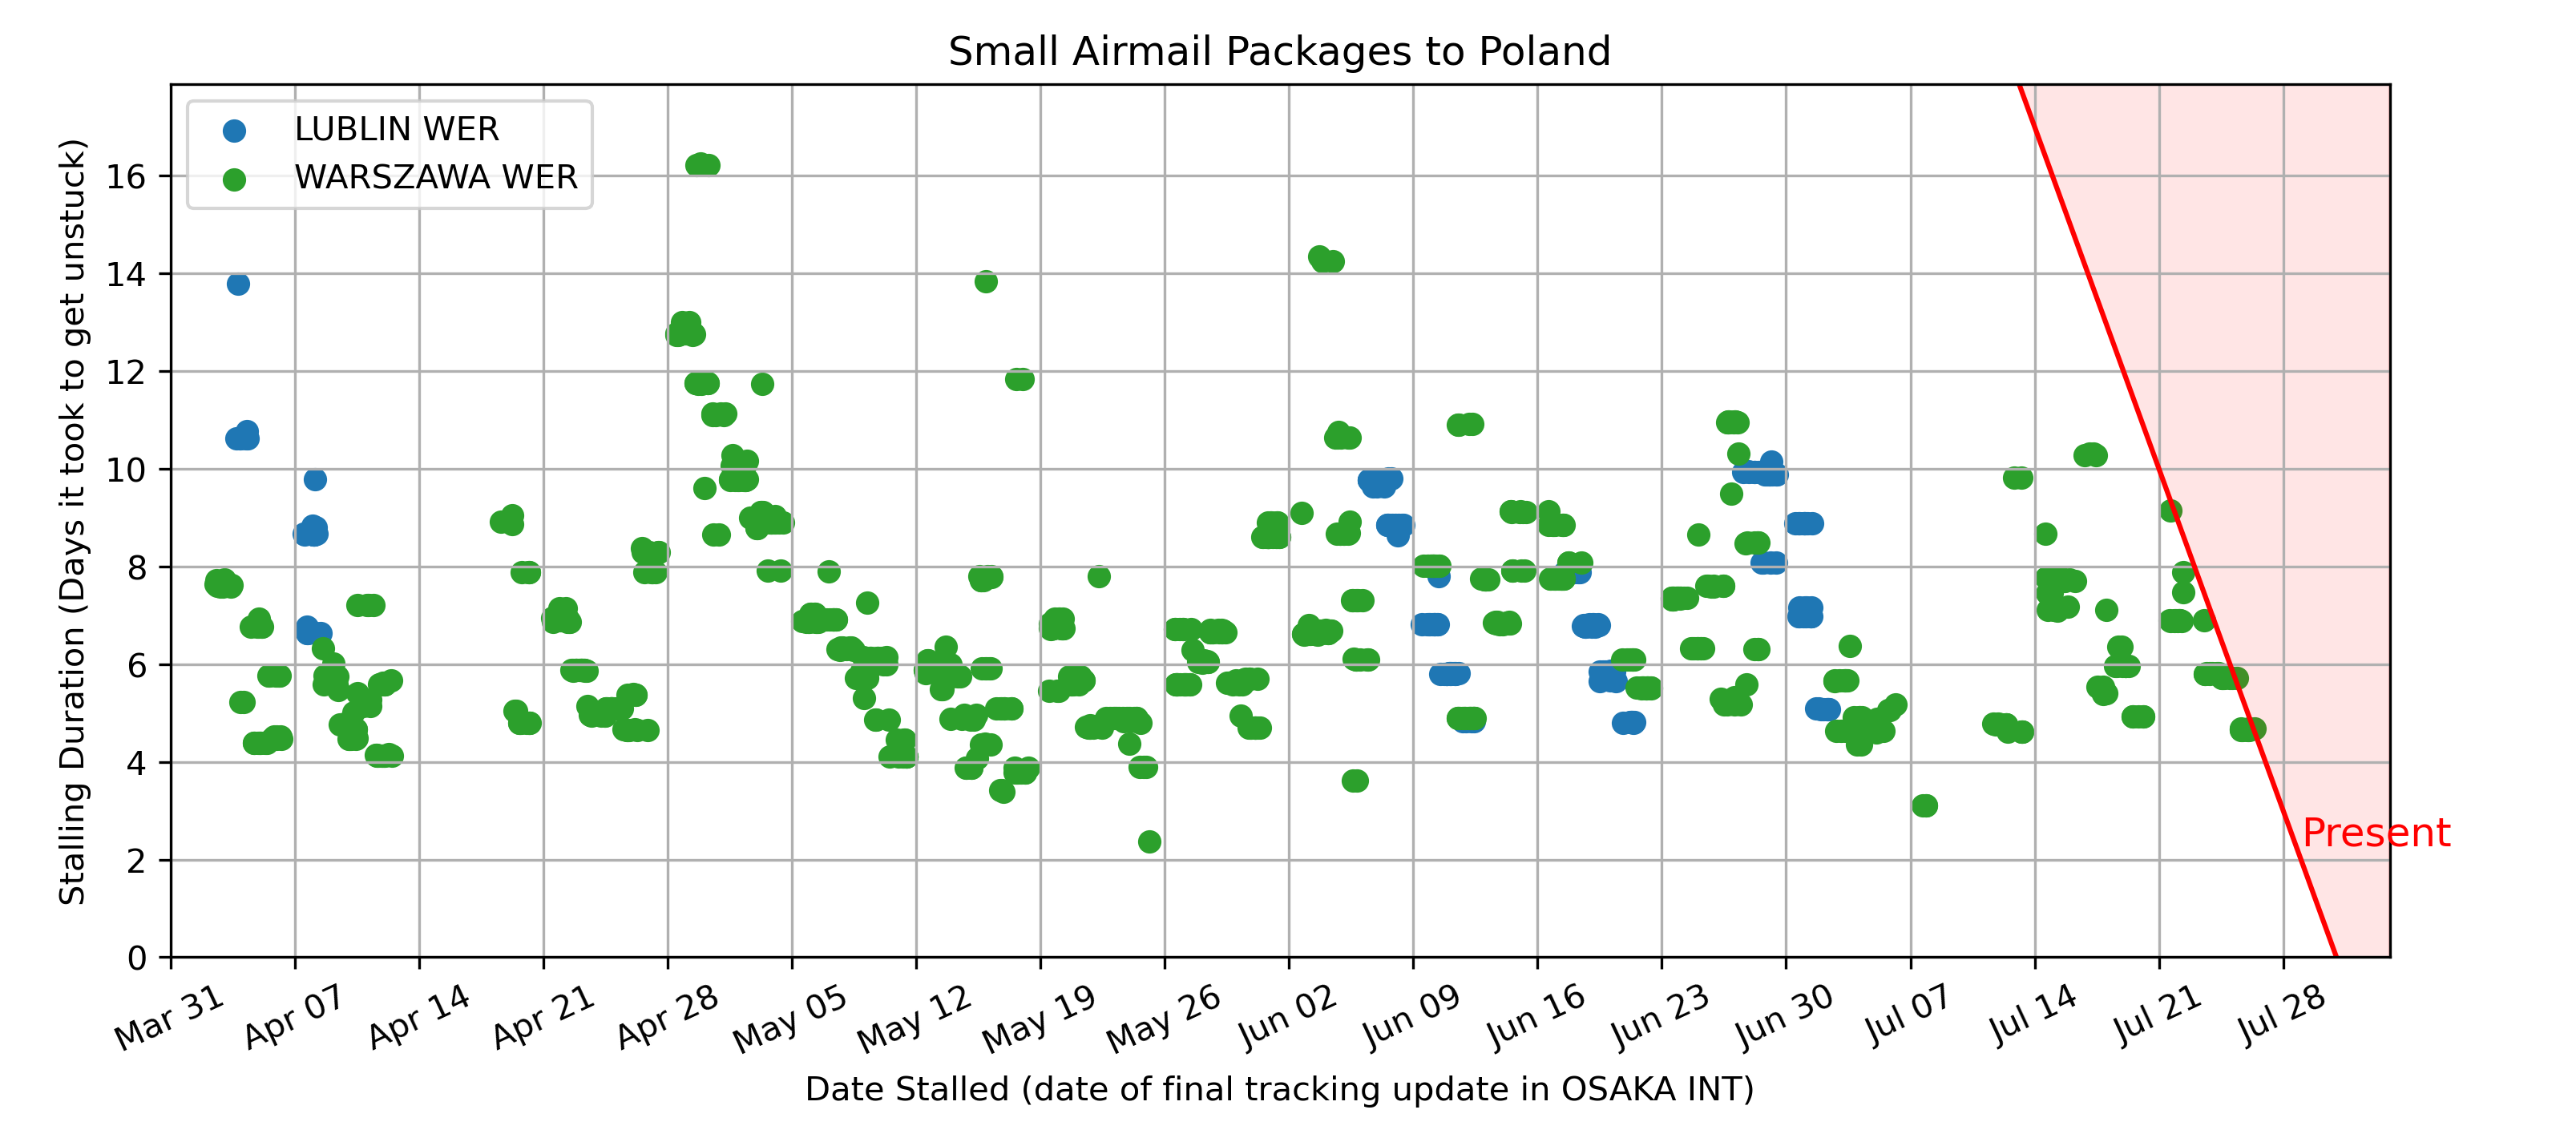 Small Airmail Packages to Poland
LUBLIN WER
WARSZAWA WER
Stalling Duration (Days it took to get unstuck)
16
14
12
10
8
6
4
2
0
Present
Mar 31
Apr 07
Apr 14
Apr 21
Apr 28
May 05
May 12
May 19
May 26
Jun 02
Jun 09
Jun 16
Jun 23
Jun 30
Jul 07
Jul 14
Jul 21
Jul 28
Date Stalled (date of final tracking update in OSAKA INT)